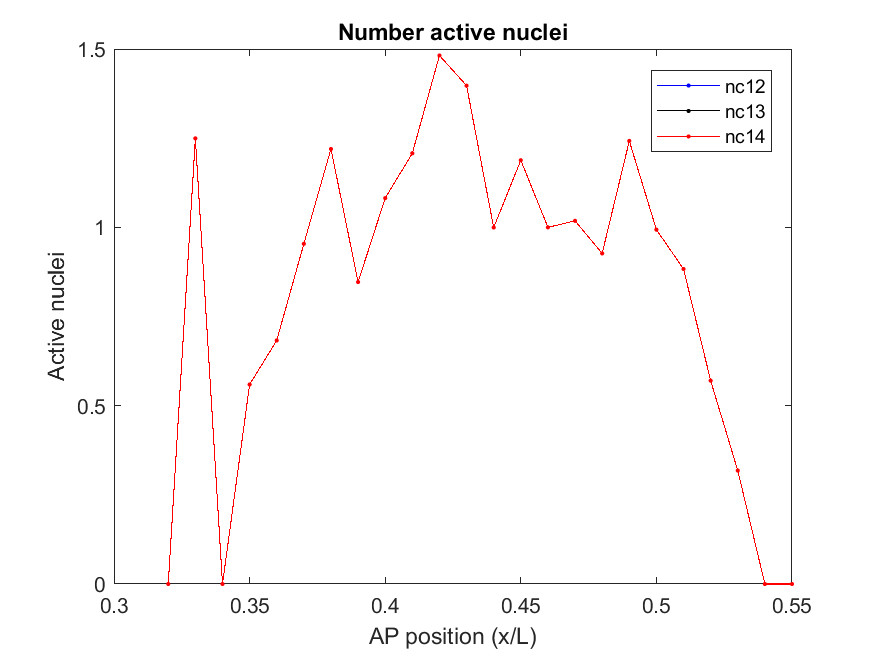 Number active nuclei
1.5
1
0.5
0
Active nuclei
nc12
nc13
nc14
0.3 0.35 0.4 0.45 0.5 0.55
AP position (x/L)